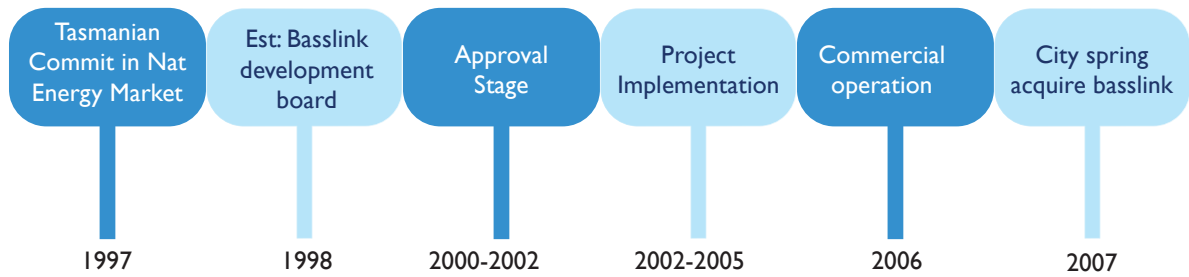 Tasmanian
Commit in Nat
Energy Market
Est: Basslink
development
board
Approval
Stage
Project
Implementation
Commercial
operation
City spring
acquire basslink
1997
1998
2000-2002
2002-2005
2006
2007